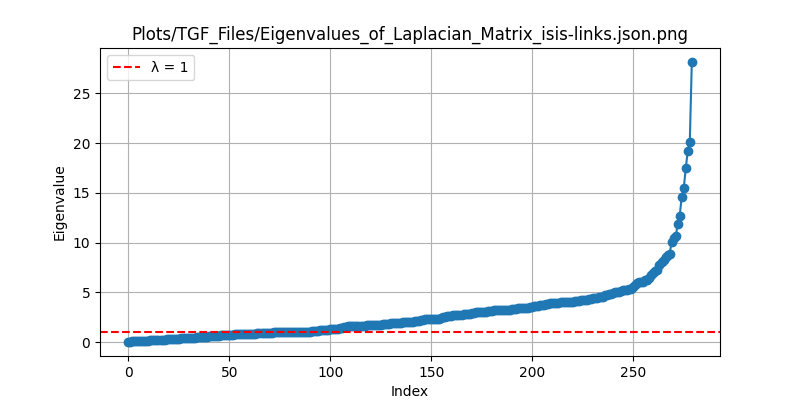 Plots/TGF_Files/Eigenvalues_of_Laplacian_Matrix_isis-links.json.png
λ = 1
Eigenvalue
25
20
15
10
5
0
0 50 100 150 200 250
Index